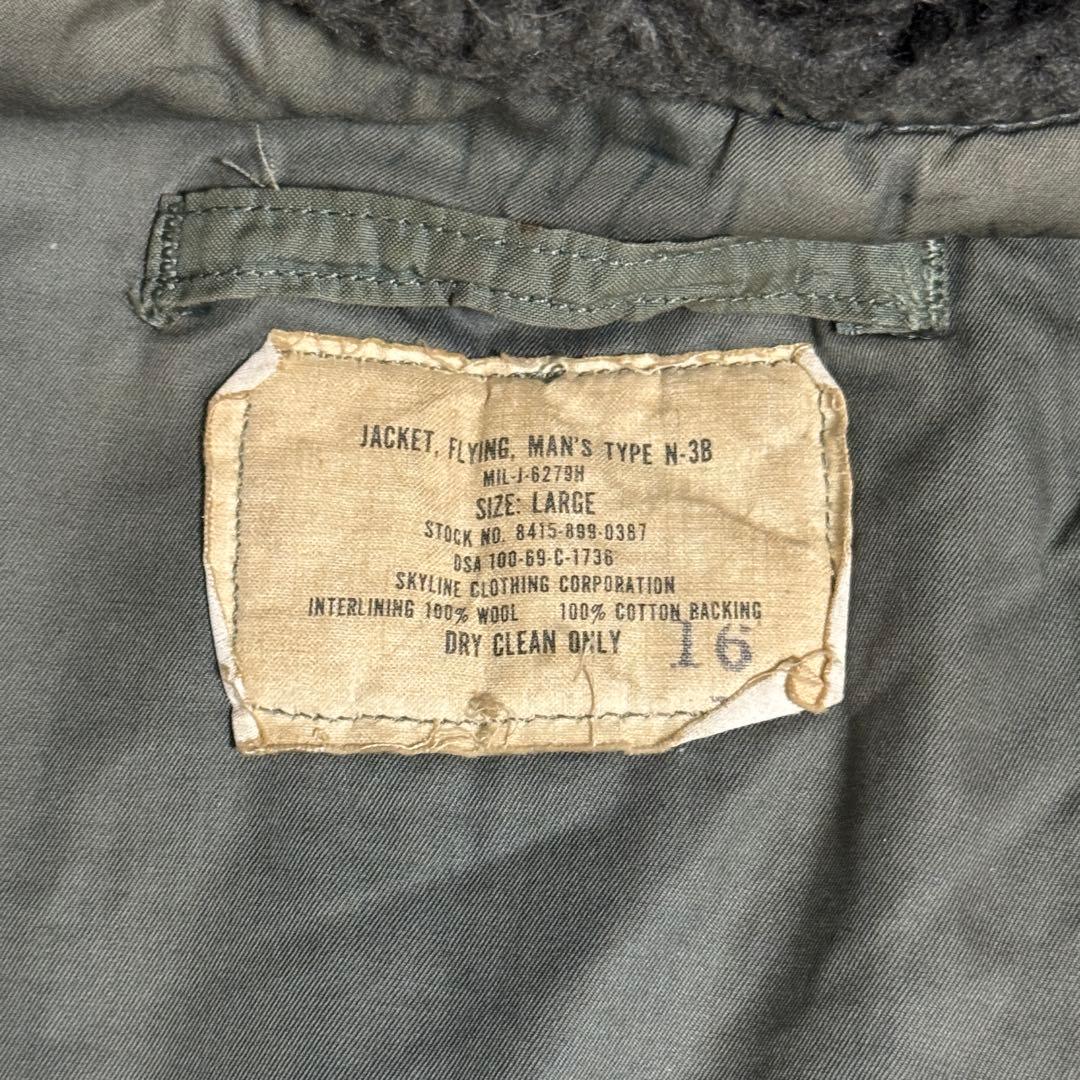 JACKET, FLYING, MAN'S TYPE N-3B
MIL-J-6279H
SIZE: LARGE
STOCK NO. 8415-899-0387
DSA 100-69-C-1736
SKYLINE CLOTHING CORPORATION
INTERLINING 100% WOOL 100% COTTON BACKING
DRY CLEAN ONLY 16